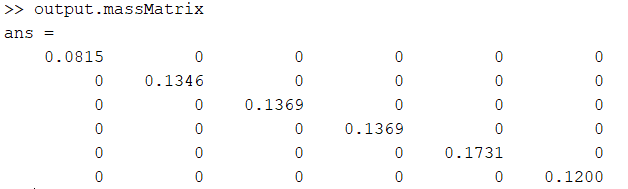 >> output.massMatrix
ans =
0.0815 0 0 0 0 0
0 0.1346 0 0 0 0
0 0 0.1369 0 0 0
0 0 0 0.1369 0 0
0 0 0 0 0.1731 0
0 0 0 0 0 0.1200